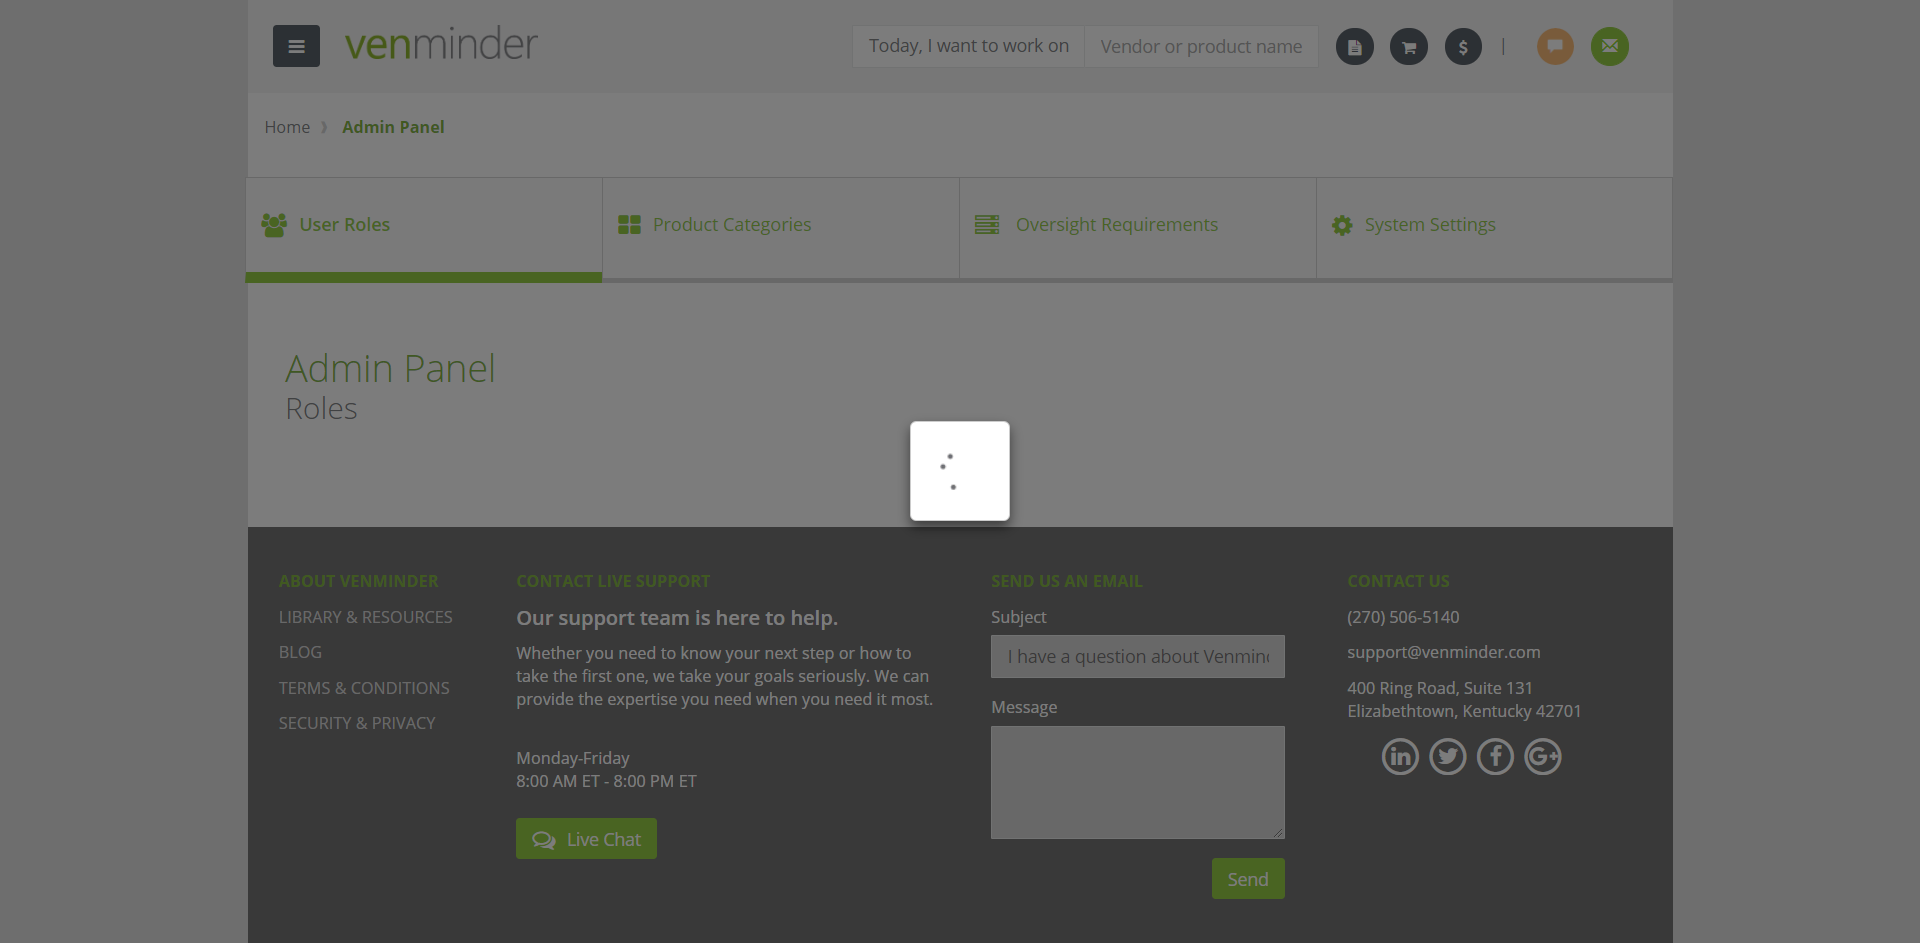 venminder
Today, I want to work on
Vendor or product name
Home
Admin Panel
User Roles
Product Categories
Oversight Requirements
System Settings
Admin Panel
Roles
ABOUT VENMINDER
LIBRARY & RESOURCES
BLOG
TERMS & CONDITIONS
SECURITY & PRIVACY
CONTACT LIVE SUPPORT
Our support team is here to help.
Whether you need to know your next step or how to
take the first one, we take your goals seriously. We can
provide the expertise you need when you need it most.
Monday-Friday
8:00 AM ET - 8:00 PM ET
Live Chat
SEND US AN EMAIL
Subject
I have a question about Venmin
Message
Send
CONTACT US
(270) 506-5140
support@venminder.com
400 Ring Road, Suite 131
Elizabethtown, Kentucky 42701